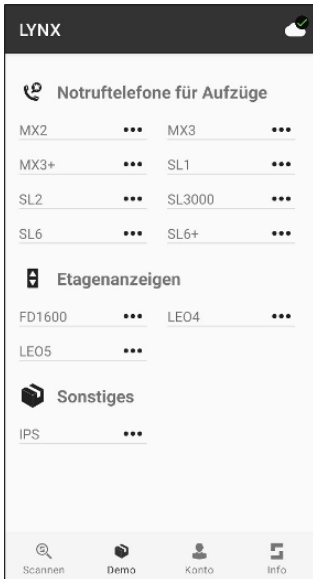 LYNX
Notruftelefone für Aufzüge
MX2 ••• MX3 •••
MX3+ ••• SL1 •••
SL2 ••• SL3000 •••
SL6 ••• SL6+ •••
Etagenanzeigen
FD1600 ••• LEO4 •••
LEO5 •••
Sonstiges
IPS •••
Scannen Demo Konto Info